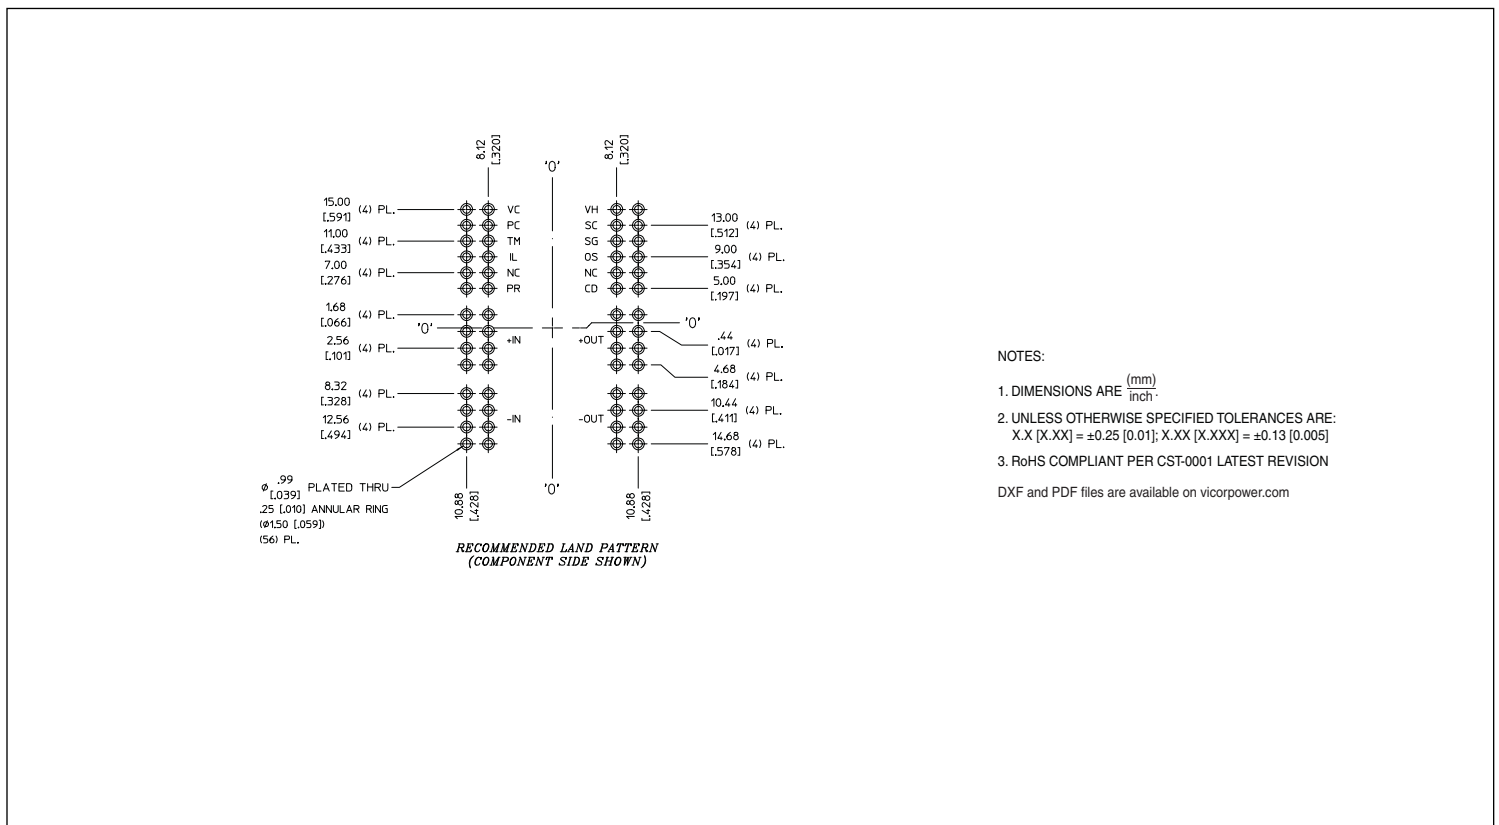 8.12
[.320]
8.12
[.320]
'0'
15.00
[.591] (4) PL.
11.00
[.433] (4) PL.
7.00
[.276] (4) PL.
1.68
[.066] (4) PL.
2.56
[.101] (4) PL.
8.32
[.328] (4) PL.
12.56
[.494] (4) PL.
VC
PC
TM
IL
NC
PR
'0'
+IN
-IN
VH
SC
SG
OS
NC
CD
'0'
+OUT
-OUT
13.00
[.512] (4) PL.
9.00
[.354] (4) PL.
5.00
[.197] (4) PL.
.44
[.017] (4) PL.
4.68
[.184] (4) PL.
10.44
[.411] (4) PL.
14.68
[.578] (4) PL.
ø .99
[.039] PLATED THRU
.25 [.010] ANNULAR RING
(ø1.50 [.059])
(56) PL.
10.88
[.428]
'0'
10.88
[.428]
RECOMMENDED LAND PATTERN
(COMPONENT SIDE SHOWN)
NOTES:
1. DIMENSIONS ARE (mm)
inch.
2. UNLESS OTHERWISE SPECIFIED TOLERANCES ARE:
X.X [X.XX] = ±0.25 [0.01]; X.XX [X.XXX] = ±0.13 [0.005]
3. RoHS COMPLIANT PER CST-0001 LATEST REVISION
DXF and PDF files are available on vicorpower.com